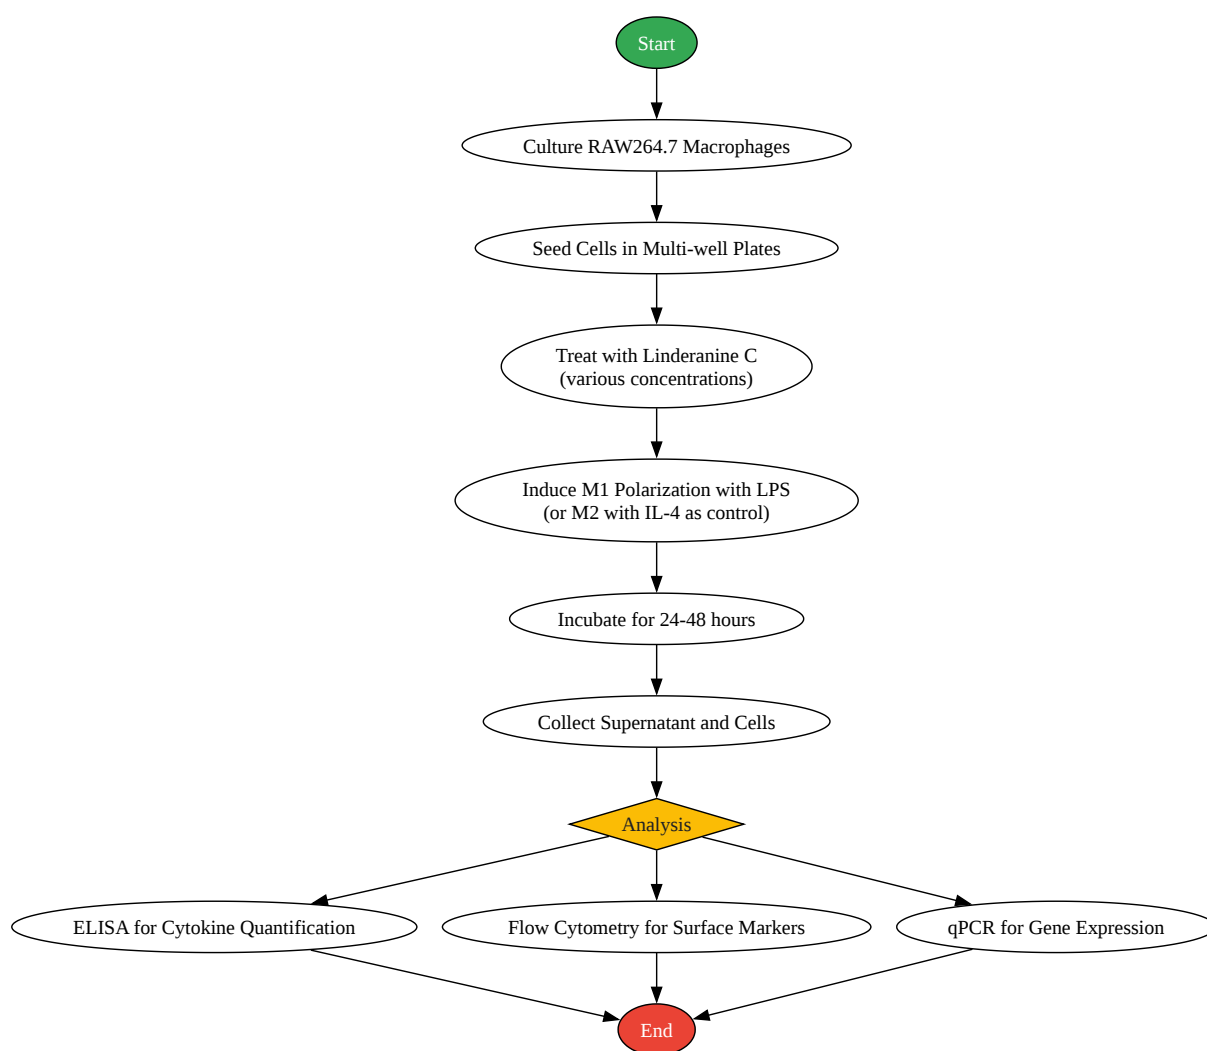 Start
Culture RAW264.7 Macrophages
Seed Cells in Multi-well Plates
Treat with Linderanine C
(various concentrations)
Induce M1 Polarization with LPS
(or M2 with IL-4 as control)
Incubate for 24-48 hours
Collect Supernatant and Cells
Analysis
ELISA for Cytokine Quantification
Flow Cytometry for Surface Markers
qPCR for Gene Expression
End